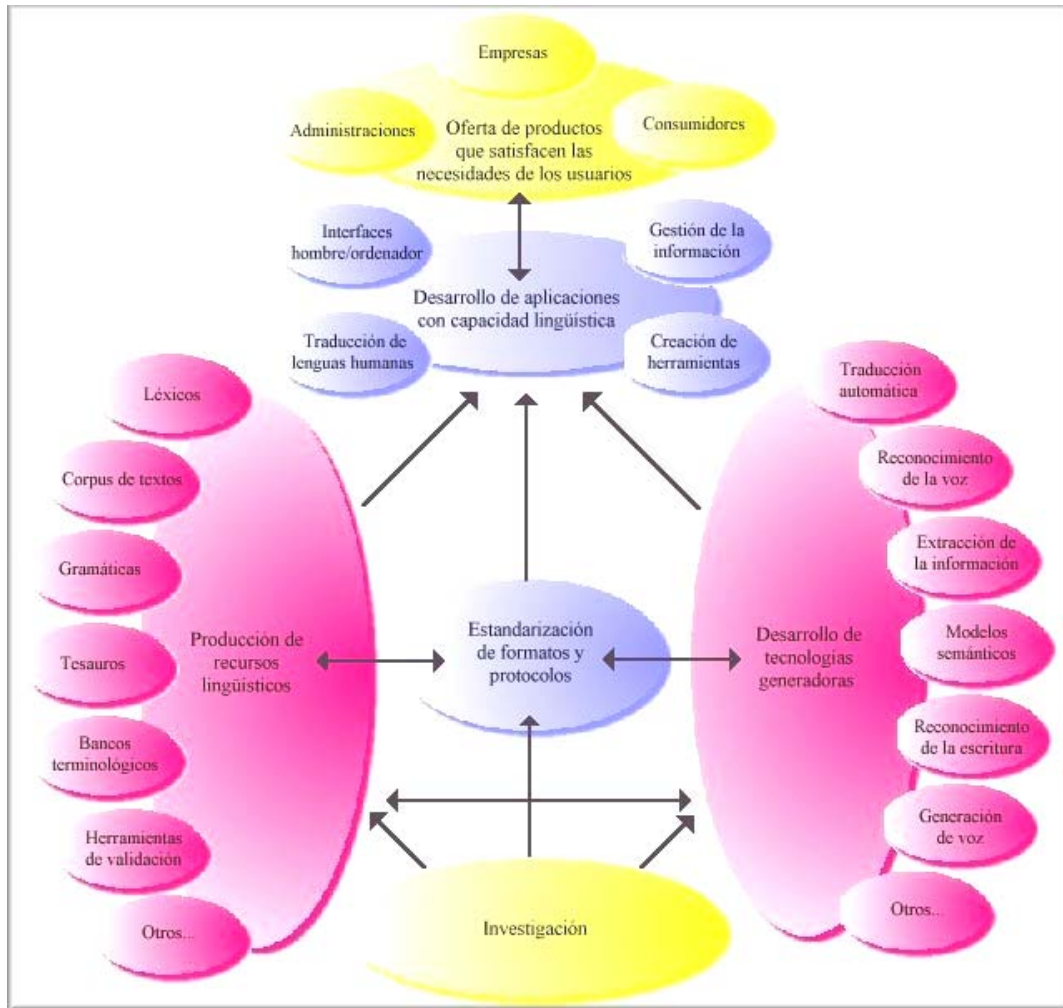 Empresas
Administraciones
Consumidores
Oferta de productos
que satisfacen las
necesidades de los usuarios
Interfaces
hombre/ordenador
Gestión de la
información
Desarrollo de aplicaciones
con capacidad lingüística
Traducción de
lenguas humanas
Creación de
herramientas
Léxicos
Corpus de textos
Gramáticas
Tesauros
Bancos
terminológicos
Herramientas
de validación
Otros...
Producción de
recursos
lingüísticos
Estandarización
de formatos y
protocolos
Desarrollo de
tecnologías
generadoras
Traducción
automática
Reconocimiento
de la voz
Extracción de
la información
Modelos
semánticos
Reconocimiento
de la escritura
Generación
de voz
Otros...
Investigación